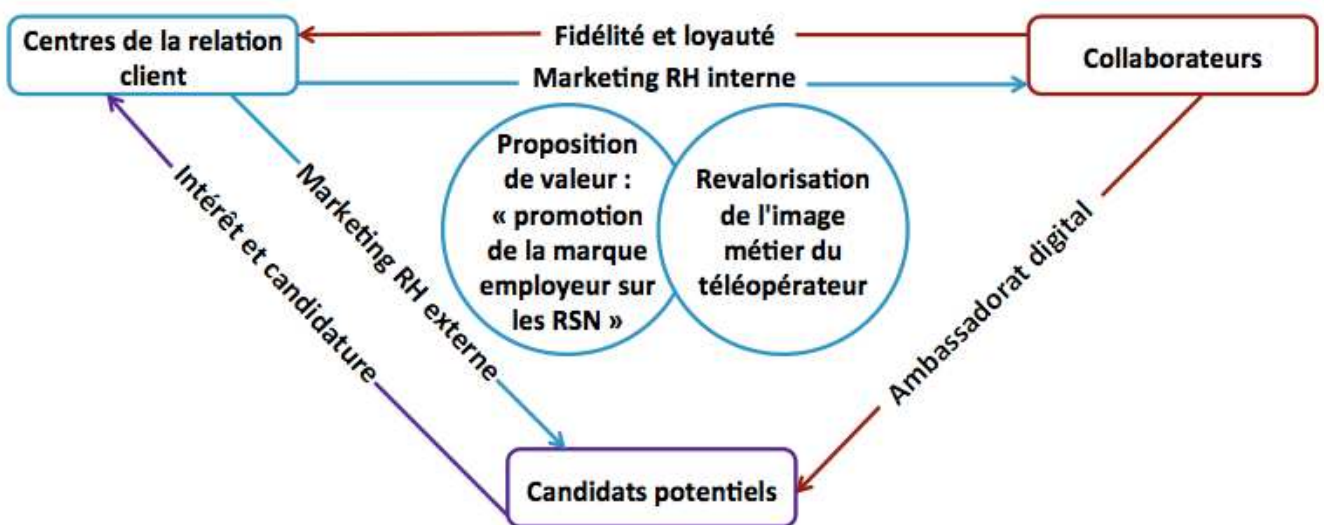 Centres de la relation
client
Fidélité et loyauté
Marketing RH interne
Collaborateurs
Proposition
de valeur :
« promotion
de la marque
employeur sur
les RSN »
Revalorisation
de l'image
métier du
téléopérateur
Intérêt et candidature
Marketing RH externe
Ambassadorat digital
Candidats potentiels